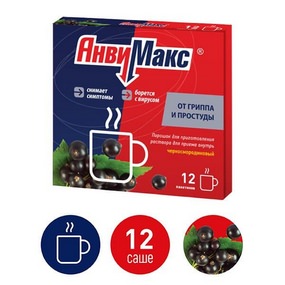 АнвиМакс®
снимает
симптомы
борется
с вирусом
ОТ ГРИППА
И ПРОСТУДЫ
Порошок для приготовления
раствора для приема внутрь
черносмородиновый
12
пакетиков
12
саше